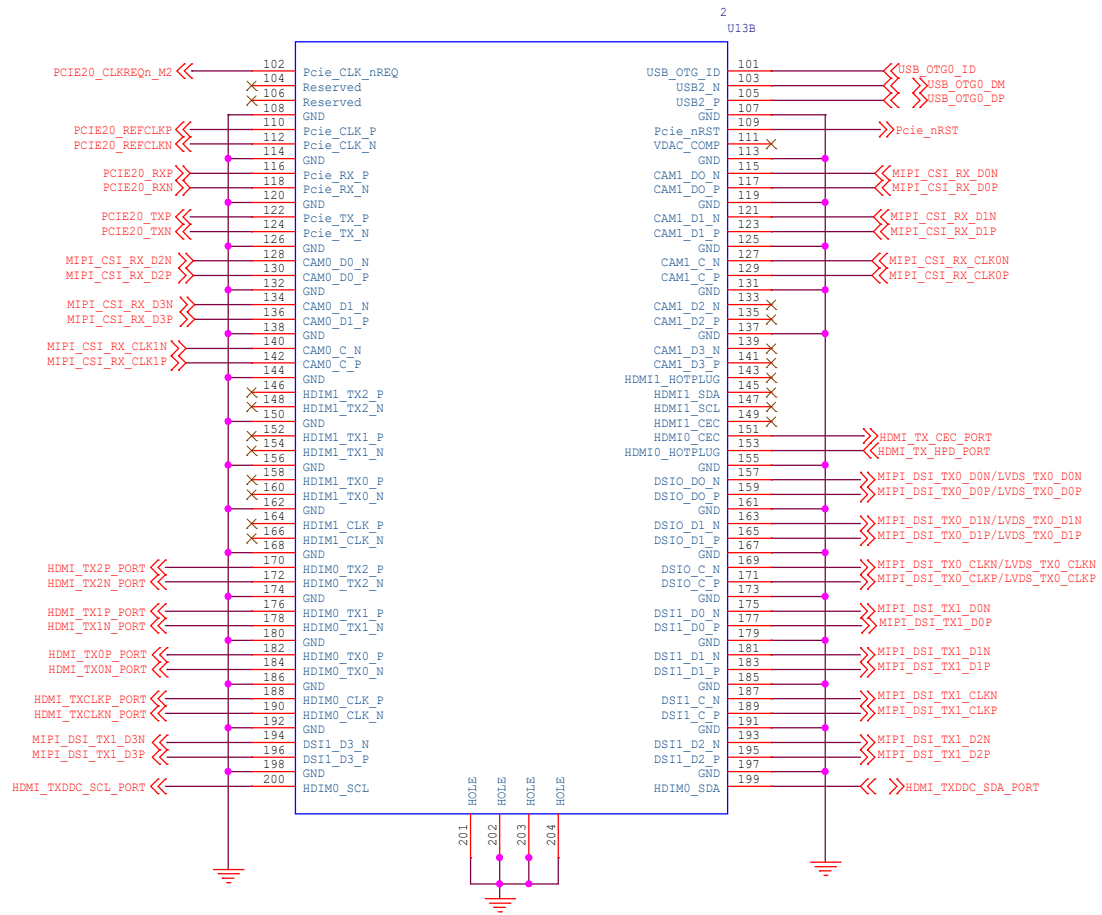 2
U13B
PCIE20_CLKREQn_M2 102 Pcie_CLK_nREQ USB_OTG_ID 101 USB_OTG0_ID
104 Reserved USB2_N 103 USB_OTG0_DM
106 Reserved USB2_P 105 USB_OTG0_DP
108 GND GND 107
PCIE20_REFCLKP 110 Pcie_CLK_P Pcie_nRST 109 Pcie_nRST
PCIE20_REFCLKN 112 Pcie_CLK_N VDAC_COMP 111
114 GND GND 113
PCIE20_RXP 116 Pcie_RX_P CAM1_D0_N 115 MIPI_CSI_RX_D0N
PCIE20_RXN 118 Pcie_RX_N CAM1_D0_P 117 MIPI_CSI_RX_D0P
120 GND GND 119
PCIE20_TXP 122 Pcie_TX_P CAM1_D1_N 121 MIPI_CSI_RX_D1N
PCIE20_TXN 124 Pcie_TX_N CAM1_D1_P 123 MIPI_CSI_RX_D1P
126 GND GND 125
MIPI_CSI_RX_D2N 128 CAM0_D0_N CAM1_C_N 127 MIPI_CSI_RX_CLK0N
MIPI_CSI_RX_D2P 130 CAM0_D0_P CAM1_C_P 129 MIPI_CSI_RX_CLK0P
132 GND GND 131
MIPI_CSI_RX_D3N 134 CAM0_D1_N CAM1_D2_N 133
MIPI_CSI_RX_D3P 136 CAM0_D1_P CAM1_D2_P 135
138 GND GND 137
MIPI_CSI_RX_CLK1N 140 CAM0_C_N CAM1_D3_N 139
MIPI_CSI_RX_CLK1P 142 CAM0_C_P CAM1_D3_P 141
144 GND HDMI1_HOTPLUG 143
146 HDIM1_TX2_P HDMI1_SDA 145
148 HDIM1_TX2_N HDMI1_SCL 147
150 GND HDMI1_CEC 149
152 HDIM1_TX1_P HDMI0_CEC 151 HDMI_TX_CEC_PORT
154 HDIM1_TX1_N HDMI0_HOTPLUG 153 HDMI_TX_HPD_PORT
156 GND GND 155
158 HDIM1_TX0_P DSIO_DO_N 157 MIPI_DSI_TX0_D0N/LVDS_TX0_D0N
160 HDIM1_TX0_N DSIO_DO_P 159 MIPI_DSI_TX0_D0P/LVDS_TX0_D0P
162 GND GND 161
164 HDIM1_CLK_P DSIO_D1_N 163 MIPI_DSI_TX0_D1N/LVDS_TX0_D1N
166 HDIM1_CLK_N DSIO_D1_P 165 MIPI_DSI_TX0_D1P/LVDS_TX0_D1P
168 GND GND 167
HDMI_TX2P_PORT 170 HDIM0_TX2_P DSIO_C_N 169 MIPI_DSI_TX0_CLKN/LVDS_TX0_CLKN
HDMI_TX2N_PORT 172 HDIM0_TX2_N DSIO_C_P 171 MIPI_DSI_TX0_CLKP/LVDS_TX0_CLKP
174 GND GND 173
HDMI_TX1P_PORT 176 HDIM0_TX1_P DSI1_D0_N 175 MIPI_DSI_TX1_D0N
HDMI_TX1N_PORT 178 HDIM0_TX1_N DSI1_D0_P 177 MIPI_DSI_TX1_D0P
180 GND GND 179
HDMI_TX0P_PORT 182 HDIM0_TX0_P DSI1_D1_N 181 MIPI_DSI_TX1_D1N
HDMI_TX0N_PORT 184 HDIM0_TX0_N DSI1_D1_P 183 MIPI_DSI_TX1_D1P
186 GND GND 185
HDMI_TXCLKP_PORT 188 HDIM0_CLK_P DSI1_C_N 187 MIPI_DSI_TX1_CLKN
HDMI_TXCLKN_PORT 190 HDIM0_CLK_N DSI1_C_P 189 MIPI_DSI_TX1_CLKP
192 GND GND 191
MIPI_DSI_TX1_D3N 194 DSI1_D3_N DSI1_D2_N 193 MIPI_DSI_TX1_D2N
MIPI_DSI_TX1_D3P 196 DSI1_D3_P DSI1_D2_P 195 MIPI_DSI_TX1_D2P
198 GND GND 197
HDMI_TXDDC_SCL_PORT 200 HDIM0_SCL HDIM0_SDA 199 HDMI_TXDDC_SDA_PORT
HOLE HOLE HOLE HOLE
201 202 203 204